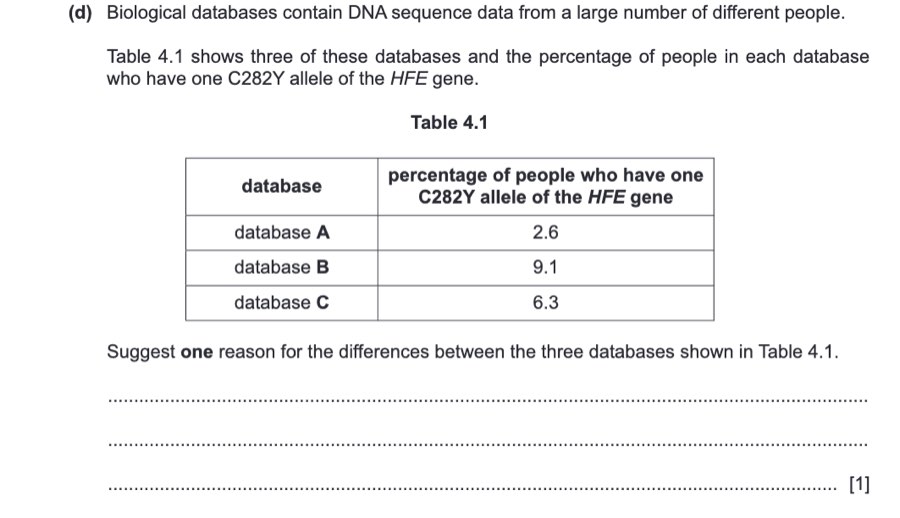 (d) Biological databases contain DNA sequence data from a large number of different people.
Table 4.1 shows three of these databases and the percentage of people in each database
who have one C282Y allele of the HFE gene.
Table 4.1
database
percentage of people who have one
C282Y allele of the HFE gene
database A 2.6
database B 9.1
database C 6.3
Suggest one reason for the differences between the three databases shown in Table 4.1.
[1]